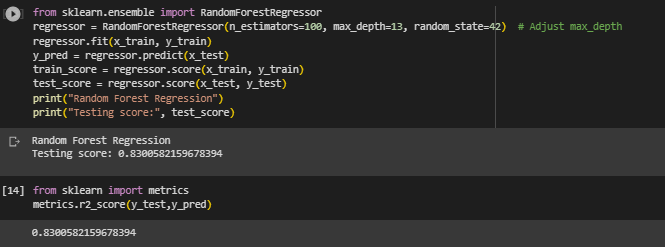 from sklearn.ensemble import RandomForestRegressor
regressor = RandomForestRegressor(n_estimators=100, max_depth=13, random_state=42)  # Adjust max_depth
regressor.fit(x_train, y_train)
y_pred = regressor.predict(x_test)
train_score = regressor.score(x_train, y_train)
test_score = regressor.score(x_test, y_test)
print("Random Forest Regression")
print("Testing score:", test_score)
Random Forest Regression
Testing score: 0.8300582159678394
[14] from sklearn import metrics
metrics.r2_score(y_test,y_pred)
0.8300582159678394